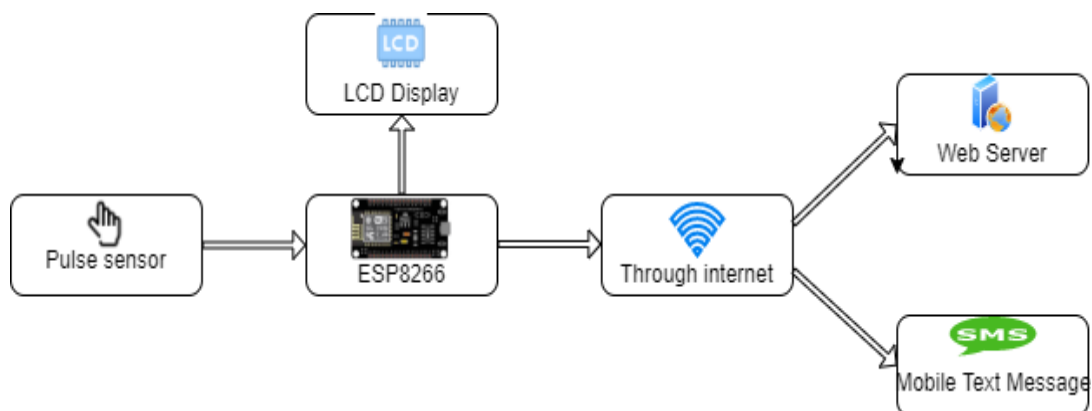 LCD
LCD Display
Web Server
Pulse sensor
ESP8266
Through internet
SMS
Mobile Text Message